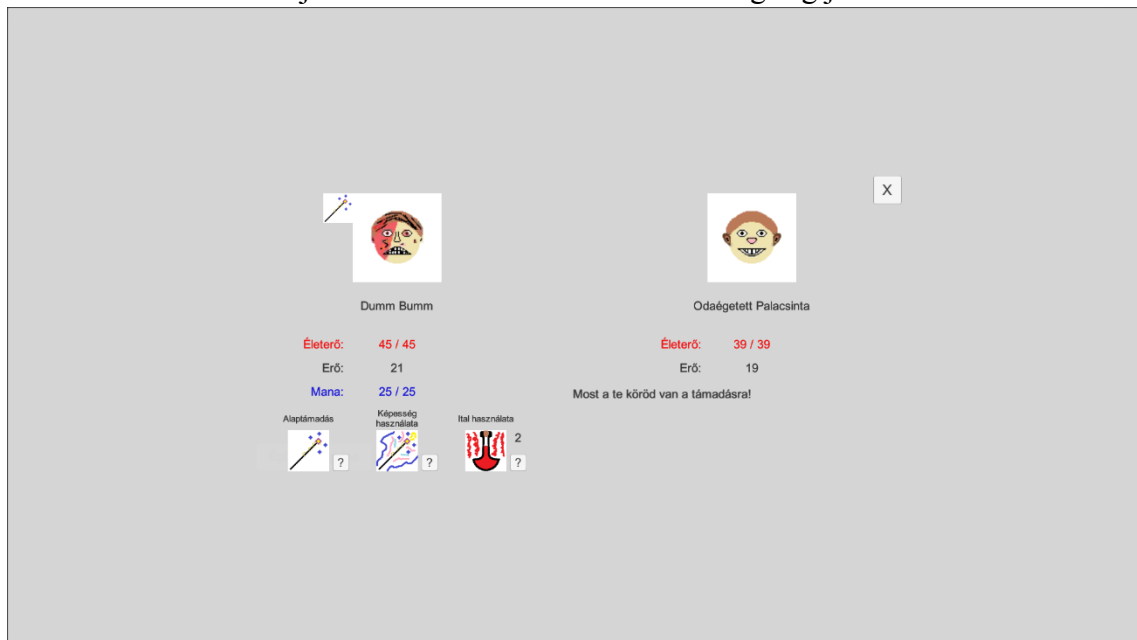 X
Dumm Bumm
Odaégetett Palacsinta
Életerő: 45 / 45
Életerő: 39 / 39
Erő: 21
Erő: 19
Mana: 25 / 25
Most a te köröd van a támadásra!
Alaptámadás
Képesség
használata
Ital használata
2
?
?
?